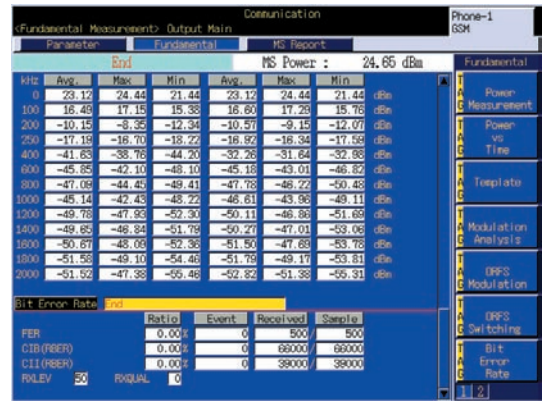 Communication
<Fundamental Measurement> Output Main
Phone-1
GSM
Parameter Fundamental MS Report
End MS Power : 24.65 dBm
kHz Avg. Max Min Avg. Max Min
0 23.12 24.44 21.44 23.12 24.44 21.44 dBm
100 16.49 17.15 15.38 16.60 17.29 15.76 dBm
200 -10.15 -8.35 -12.34 -10.57 -9.15 -12.07 dBm
250 -17.19 -16.70 -18.22 -16.92 -16.34 -17.59 dBm
400 -41.63 -38.76 -44.20 -32.26 -31.64 -32.98 dBm
600 -45.85 -42.10 -48.10 -45.18 -43.01 -46.82 dBm
800 -47.09 -44.45 -49.41 -47.78 -46.22 -50.48 dBm
1000 -45.14 -42.43 -48.22 -46.61 -43.96 -49.11 dBm
1200 -49.78 -47.93 -52.30 -50.11 -46.86 -51.69 dBm
1400 -49.65 -46.84 -51.79 -50.27 -47.01 -53.06 dBm
1600 -50.67 -48.09 -52.36 -51.50 -47.69 -53.78 dBm
1800 -51.58 -49.10 -54.46 -51.79 -49.17 -53.81 dBm
2000 -51.52 -47.38 -55.46 -52.82 -51.38 -55.31 dBm
Bit Error Rate End
Ratio Event Received Sample
FER 0.00% 0 500/ 500
CIB(RBER) 0.00% 0 66000/ 66000
CII(RBER) 0.00% 0 39000/ 39000
RXLEV 50 RXQUAL 0
Fundamental
TAG Power
Measurement
TAG Power
vs
Time
TAG Template
TAG Modulation
Analysis
TAG ORFS
Modulation
TAG ORFS
Switching
TAG Bit
Error
Rate
1 2